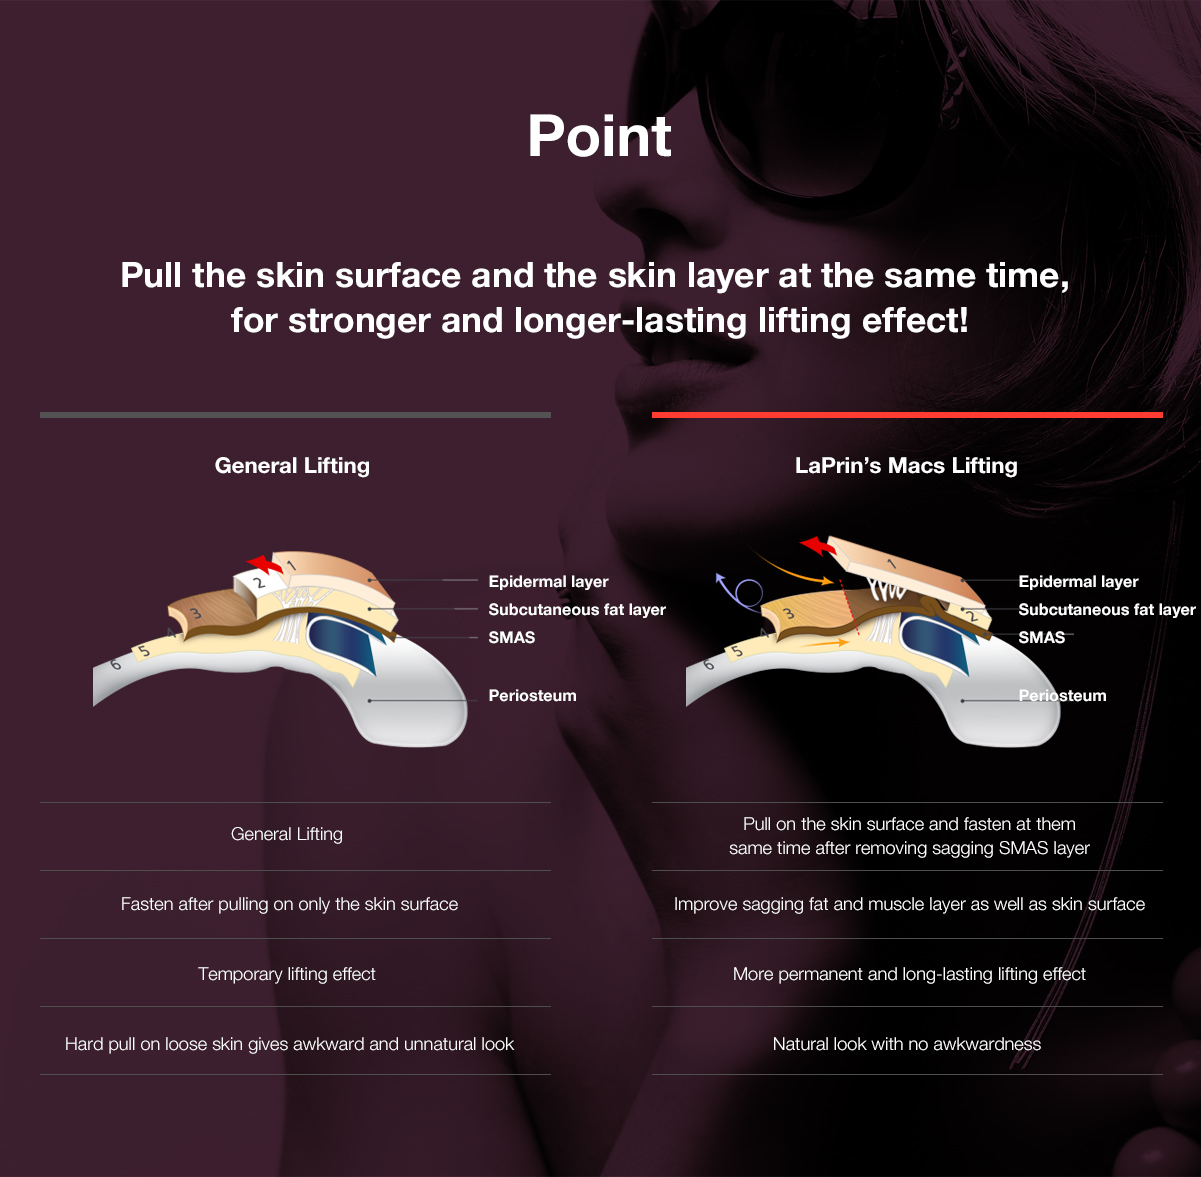 Point
Pull the skin surface and the skin layer at the same time,
for stronger and longer-lasting lifting effect!
General Lifting
1
2
3
4
5
6
Epidermal layer
Subcutaneous fat layer
SMAS
Periosteum
General Lifting
Fasten after pulling on only the skin surface
Temporary lifting effect
Hard pull on loose skin gives awkward and unnatural look
LaPrin’s Macs Lifting
1
2
3
4
5
6
Epidermal layer
Subcutaneous fat layer
SMAS
Periosteum
Pull on the skin surface and fasten at them
same time after removing sagging SMAS layer
Improve sagging fat and muscle layer as well as skin surface
More permanent and long-lasting lifting effect
Natural look with no awkwardness